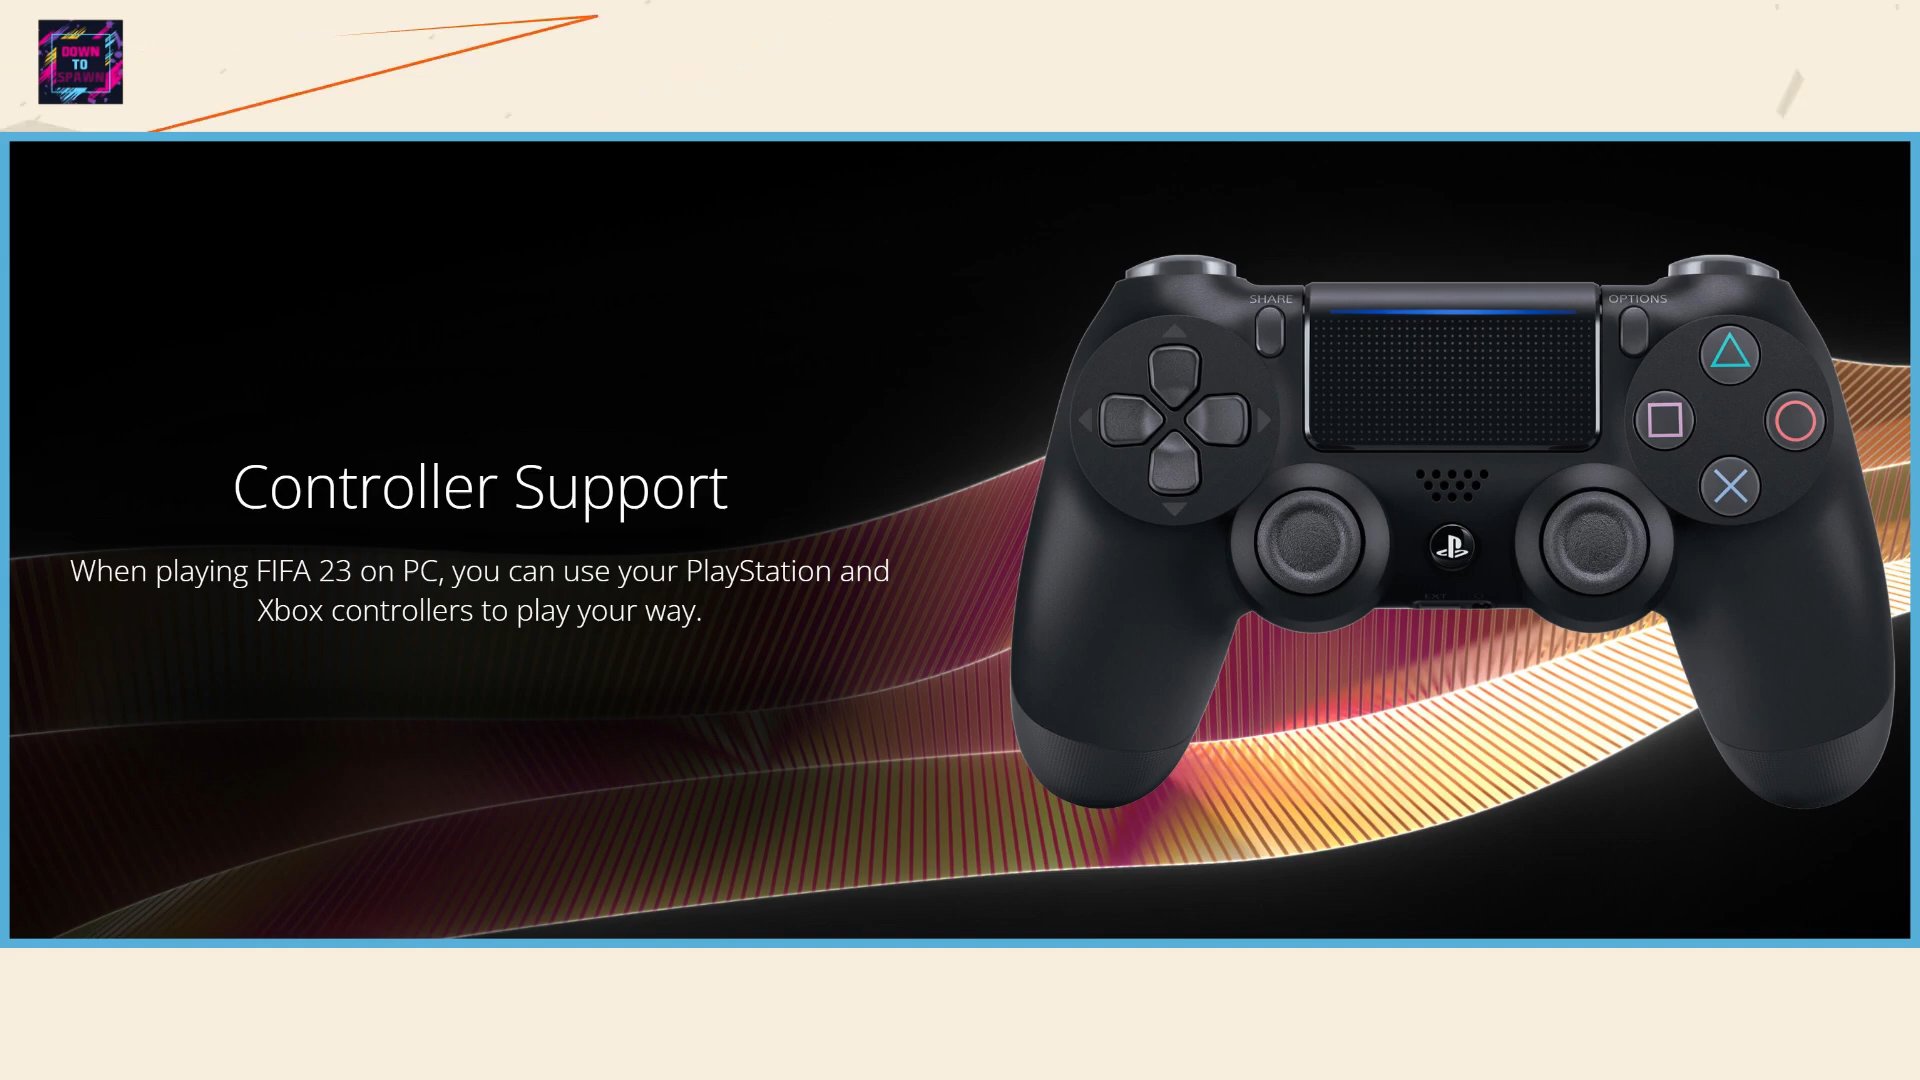 DOWN
TO
SPAWN
SHARE
OPTIONS
Controller Support
When playing FIFA 23 on PC, you can use your PlayStation and
Xbox controllers to play your way.
EXT